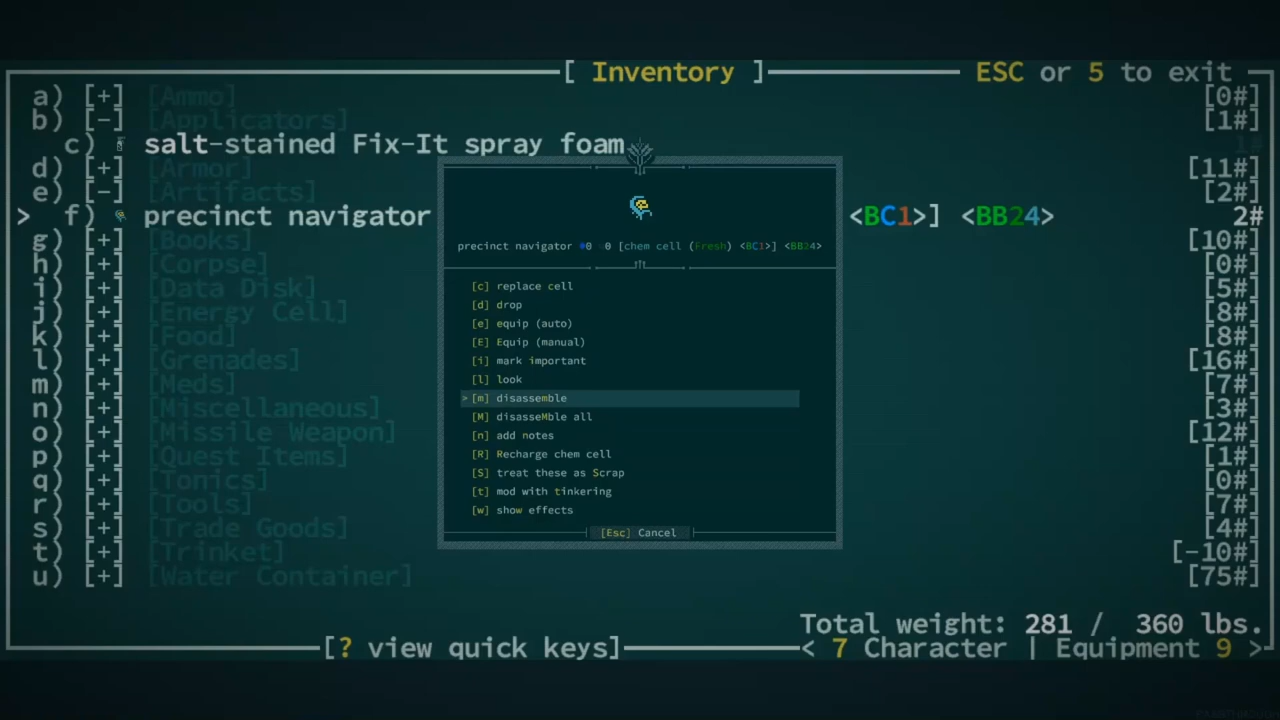 [ Inventory ] ESC or 5 to exit
a) [+] [Ammo] [0#]
b) [-] [Applicators] [1#]
c) salt-stained Fix-It spray foam 1#
d) [+] [Armor] [11#]
e) [-] [Artifacts] [2#]
> f) precinct navigator <BC1>] <BB24> 2#
g) [+] [Books] [10#]
h) [+] [Corpse] [0#]
i) [+] [Data Disk] [5#]
j) [+] [Energy Cell] [8#]
k) [+] [Food] [8#]
l) [+] [Grenades] [16#]
m) [+] [Meds] [7#]
n) [+] [Miscellaneous] [3#]
o) [+] [Missile Weapon] [12#]
p) [+] [Quest Items] [1#]
q) [+] [Tonics] [0#]
r) [+] [Tools] [7#]
s) [+] [Trade Goods] [4#]
t) [+] [Trinket] [-10#]
u) [+] [Water Container] [75#]
Total weight: 281 / 360 lbs.
[? view quick keys] < 7 Character | Equipment 9 >
precinct navigator 0 0 [chem cell (Fresh) <BC1>] <BB24>
[c] replace cell
[d] drop
[e] equip (auto)
[E] Equip (manual)
[i] mark important
[l] look
> [m] disassemble
[M] disasseMble all
[n] add notes
[R] Recharge chem cell
[S] treat these as Scrap
[t] mod with tinkering
[w] show effects
[Esc] Cancel